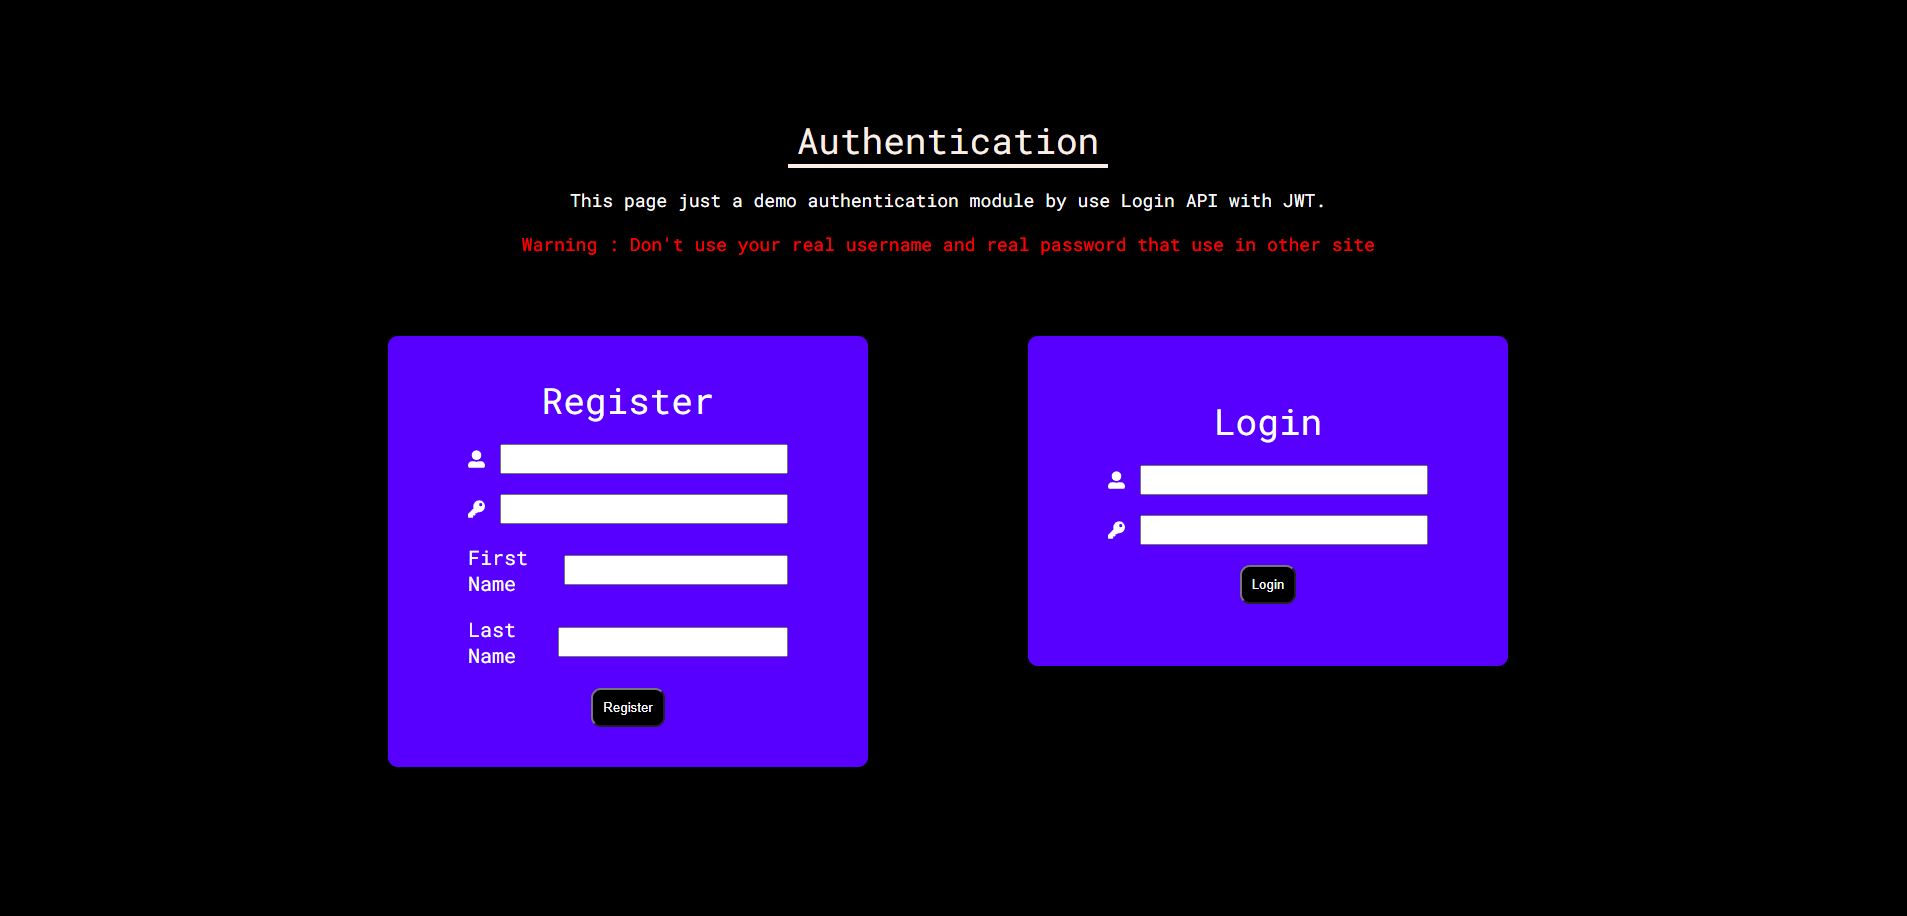 Authentication
This page just a demo authentication module by use Login API with JWT.
Warning : Don't use your real username and real password that use in other site
Register
First
Name
Last
Name
Register
Login
Login